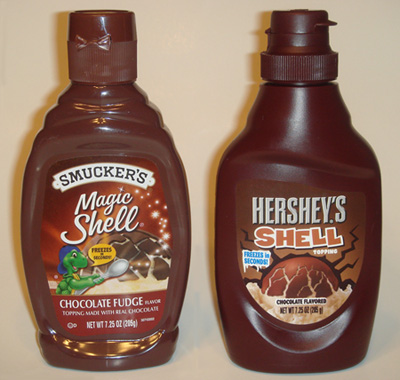 SMUCKER'S
Magic
Shell
FREEZES
in
SECONDS!
CHOCOLATE FUDGE FLAVOR
TOPPING MADE WITH REAL CHOCOLATE
NET WT 7.25 OZ (206g)
HERSHEY'S
SHELL
TOPPING
FREEZES in
SECONDS!
CHOCOLATE FLAVORED
NET WT 7.25 OZ (205 g)